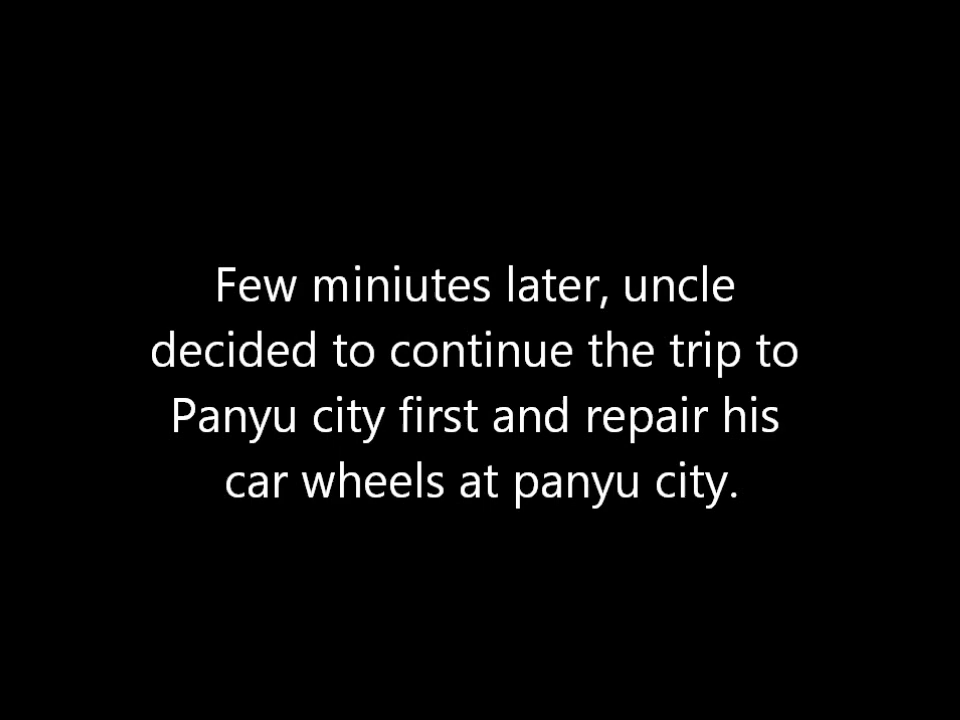 Few miniutes later, uncle
decided to continue the trip to
Panyu city first and repair his
car wheels at panyu city.